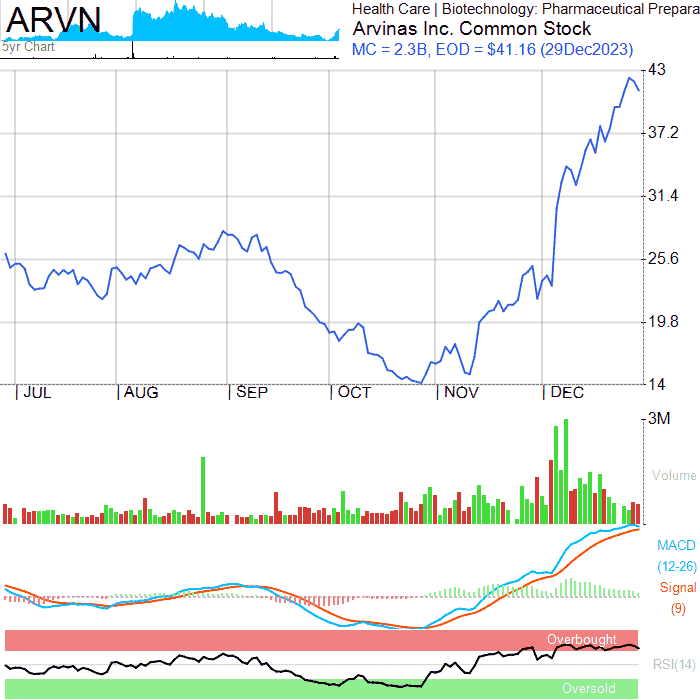 ARVN
5yr Chart
Health Care | Biotechnology: Pharmaceutical Prepara
Arvinas Inc. Common Stock
MC = 2.3B, EOD = $41.16 (29Dec2023)
43
37.2
31.4
25.6
19.8
14
| JUL | AUG | SEP | OCT | NOV | DEC
3M
Volume
MACD
(12-26)
Signal
(9)
Overbought
RSI(14)
Oversold